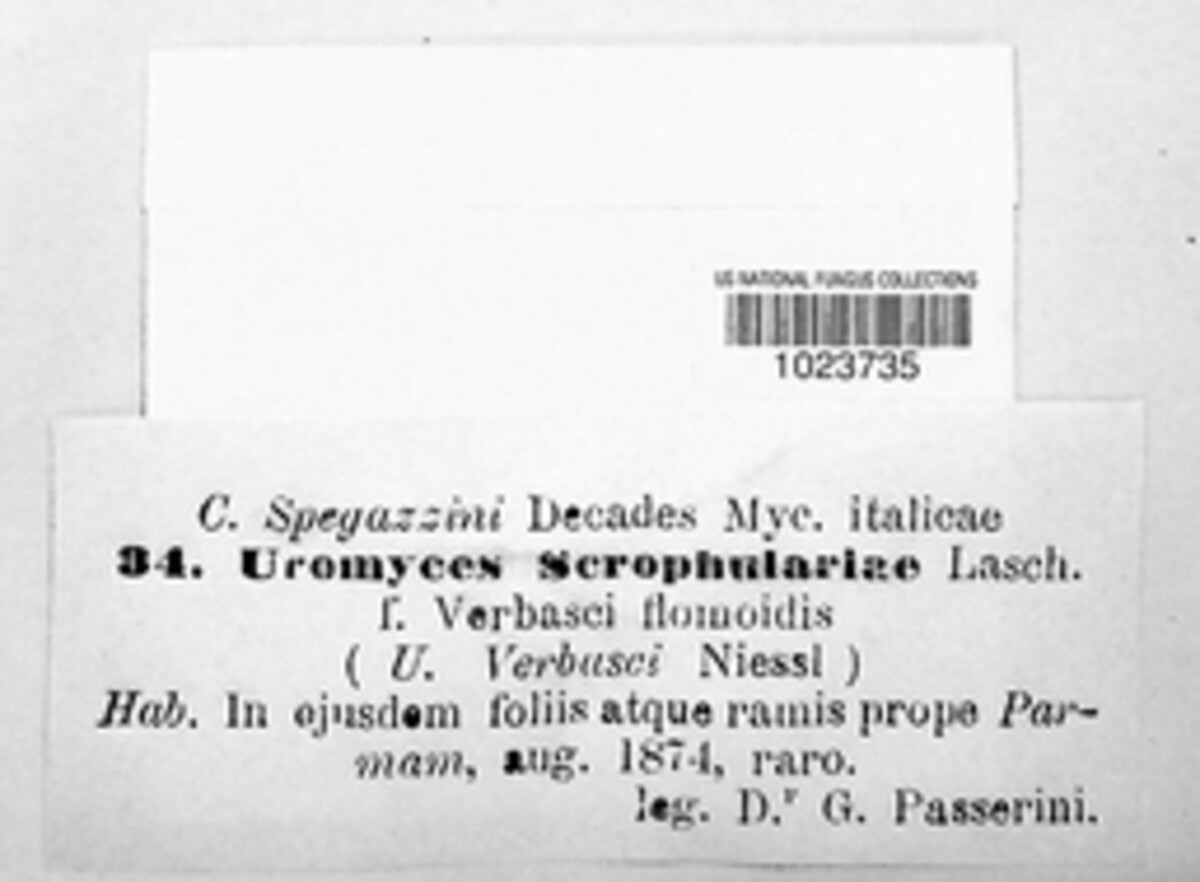 US NATIONAL FUNGUS COLLECTIONS
1023735
C. Spegazzini Decades Myc. italicae
34. Uromyces Scrophulariae Lasch.
f. Verbasci flomoidis
( U. Verbasci Niessl )
Hab. In ejusdem foliis atque ramis prope Par-
mam, aug. 1874, raro.
leg. D.r G. Passerini.